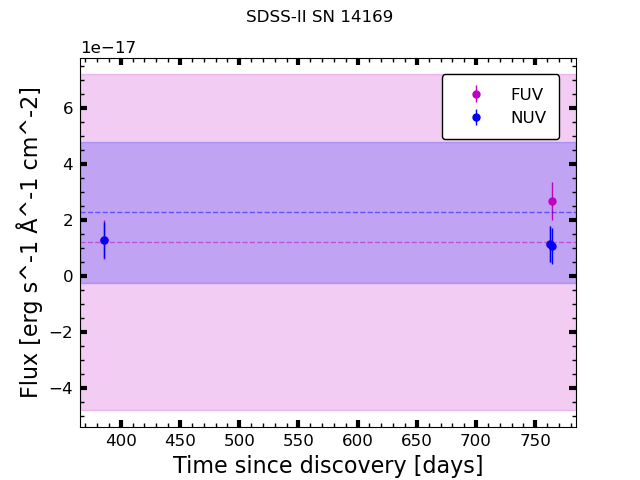 SDSS-II SN 14169
1e−17
FUV
NUV
6
4
2
0
−2
−4
Flux [erg s^-1 Å^-1 cm^-2]
400 450 500 550 600 650 700 750
Time since discovery [days]